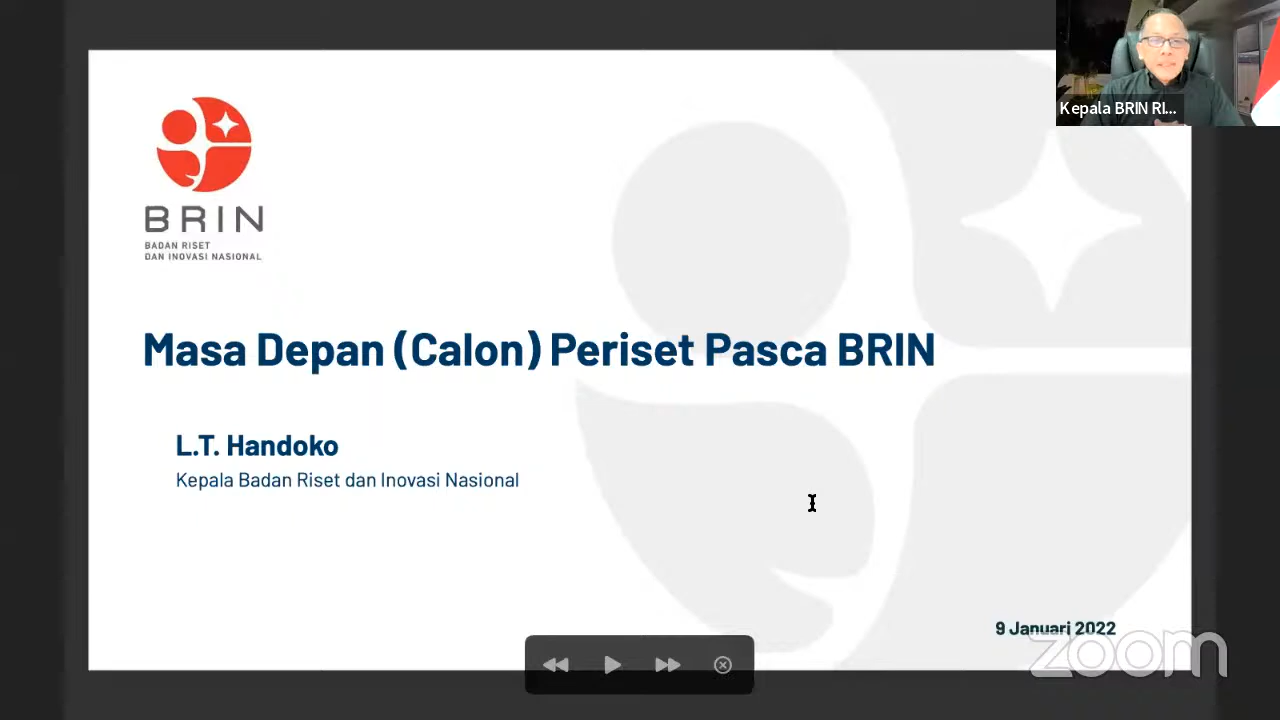 Kepala BRIN RI...
BRIN
BADAN RISET
DAN INOVASI NASIONAL
Masa Depan (Calon) Periset Pasca BRIN
L.T. Handoko
Kepala Badan Riset dan Inovasi Nasional
9 Januari 2022
zoom